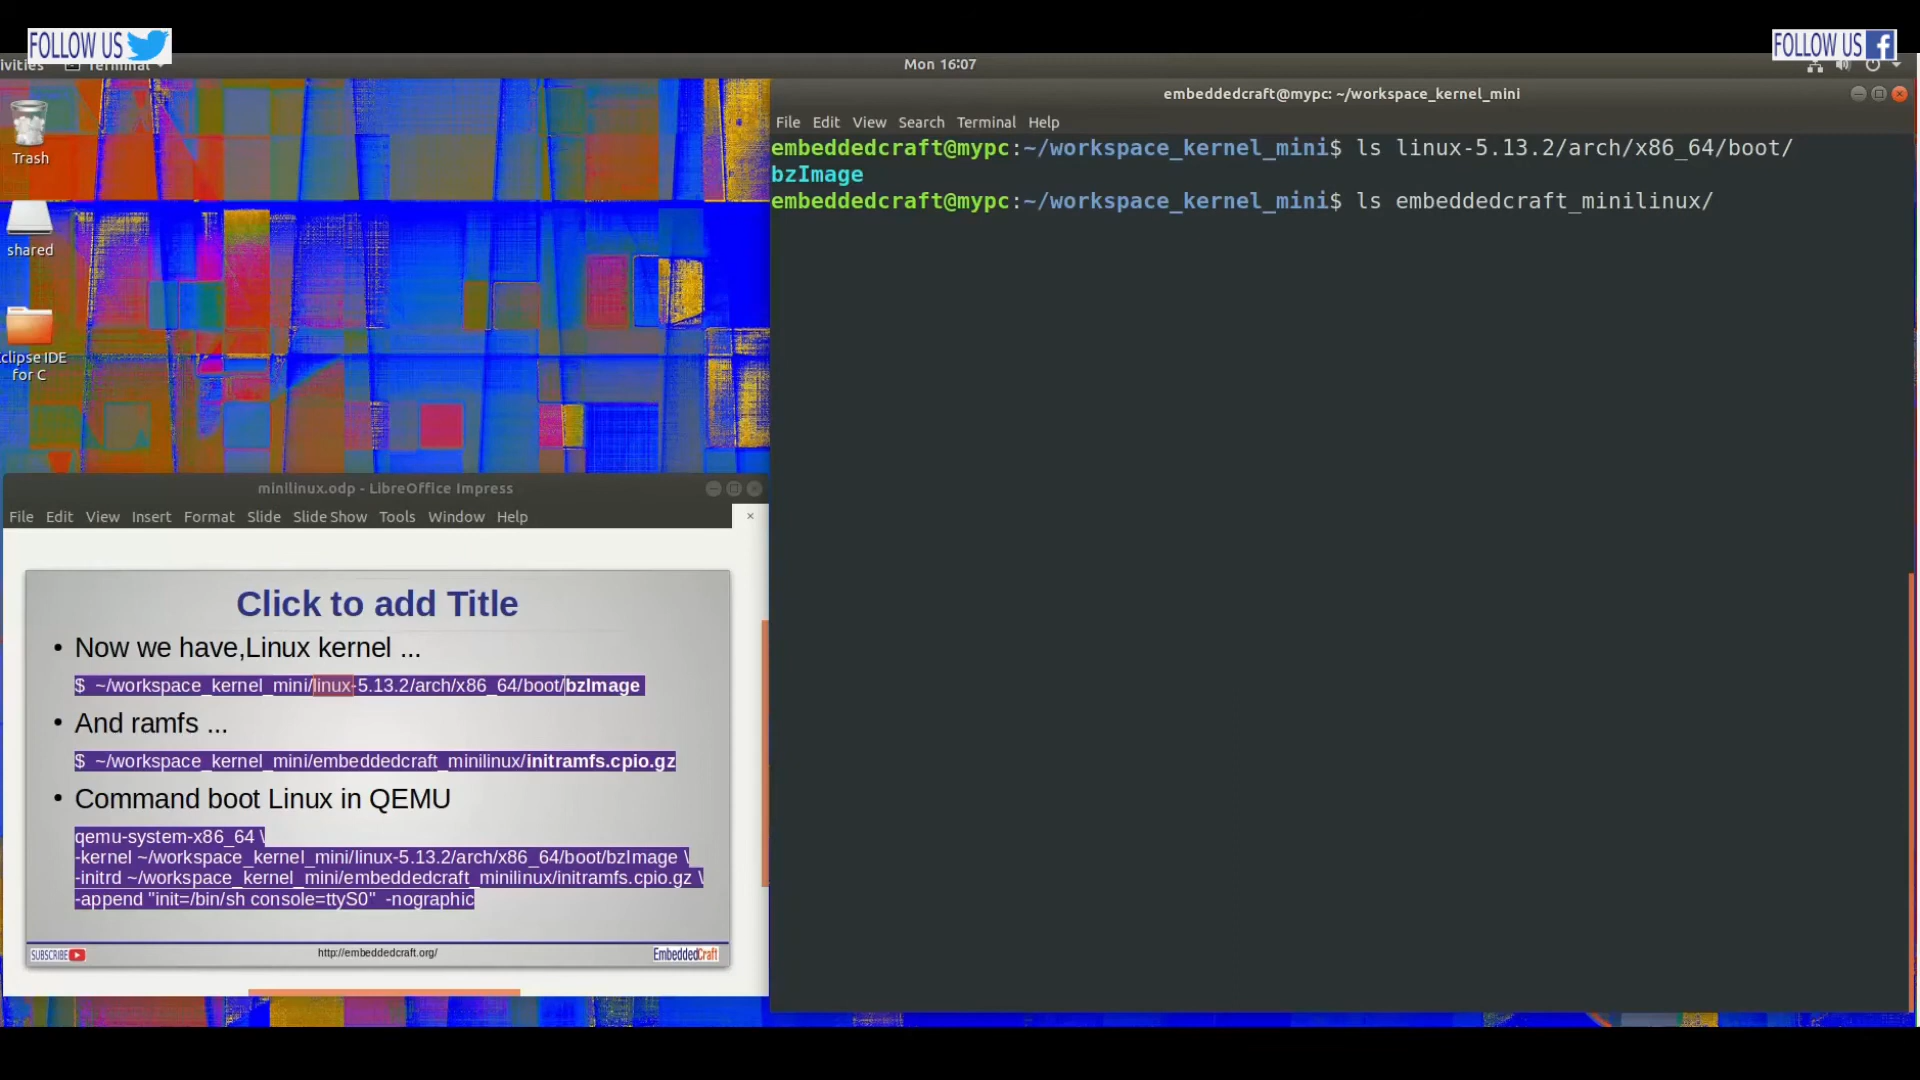 FOLLOW US
FOLLOW US
ivities Terminal
Mon 16:07
Trash
shared
clipse IDE
for C
embeddedcraft@mypc: ~/workspace_kernel_mini
File Edit View Search Terminal Help
embeddedcraft@mypc:~/workspace_kernel_mini$ ls linux-5.13.2/arch/x86_64/boot/
bzImage
embeddedcraft@mypc:~/workspace_kernel_mini$ ls embeddedcraft_minilinux/
minilinux.odp - LibreOffice Impress
File Edit View Insert Format Slide Slide Show Tools Window Help
Click to add Title
• Now we have,Linux kernel ...
$ ~/workspace_kernel_mini/linux-5.13.2/arch/x86_64/boot/bzImage
• And ramfs ...
$ ~/workspace_kernel_mini/embeddedcraft_minilinux/initramfs.cpio.gz
• Command boot Linux in QEMU
qemu-system-x86_64 \
-kernel ~/workspace_kernel_mini/linux-5.13.2/arch/x86_64/boot/bzImage \
-initrd ~/workspace_kernel_mini/embeddedcraft_minilinux/initramfs.cpio.gz \
-append "init=/bin/sh console=ttyS0" -nographic
SUBSCRIBE
http://embeddedcraft.org/
EmbeddedCraft